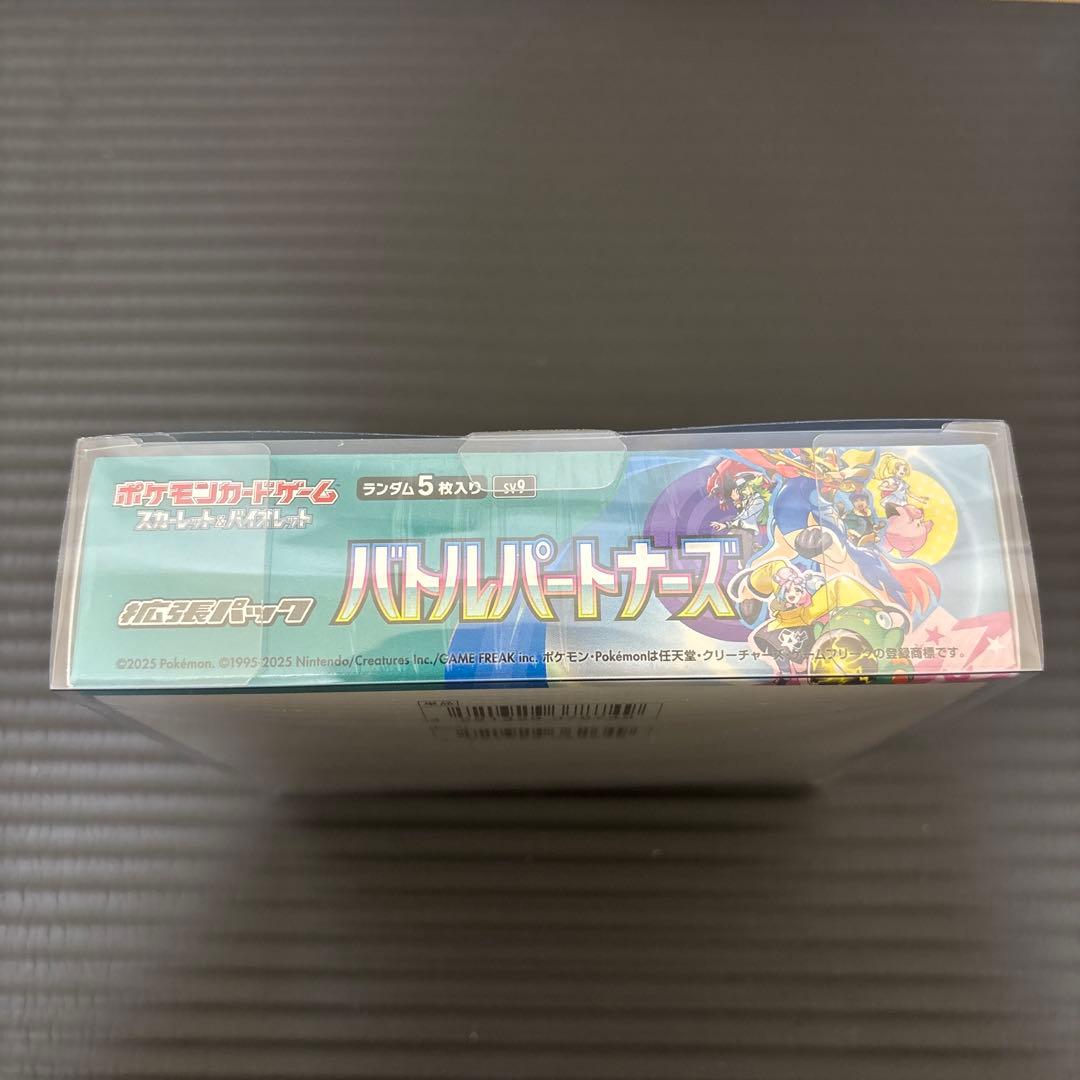 ポケモンカードゲーム
スカーレット&バイオレット
ランダム5枚入り sv9
拡張パック
バトルパートナーズ
©2025 Pokémon. ©1995-2025 Nintendo/Creatures Inc./GAME FREAK inc. ポケモン・Pokémonは任天堂・クリーチャーズ・ゲームフリークの登録商標です。